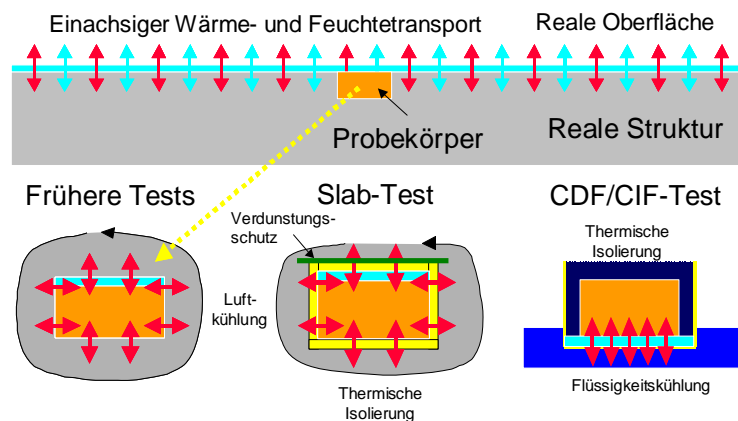 Einachsiger Wärme- und Feuchtetransport
Reale Oberfläche
Probekörper
Reale Struktur
Frühere Tests
Slab-Test
CDF/CIF-Test
Verdunstungs-
schutz
Thermische
Isolierung
Luft-
kühlung
Thermische
Isolierung
Flüssigkeitskühlung